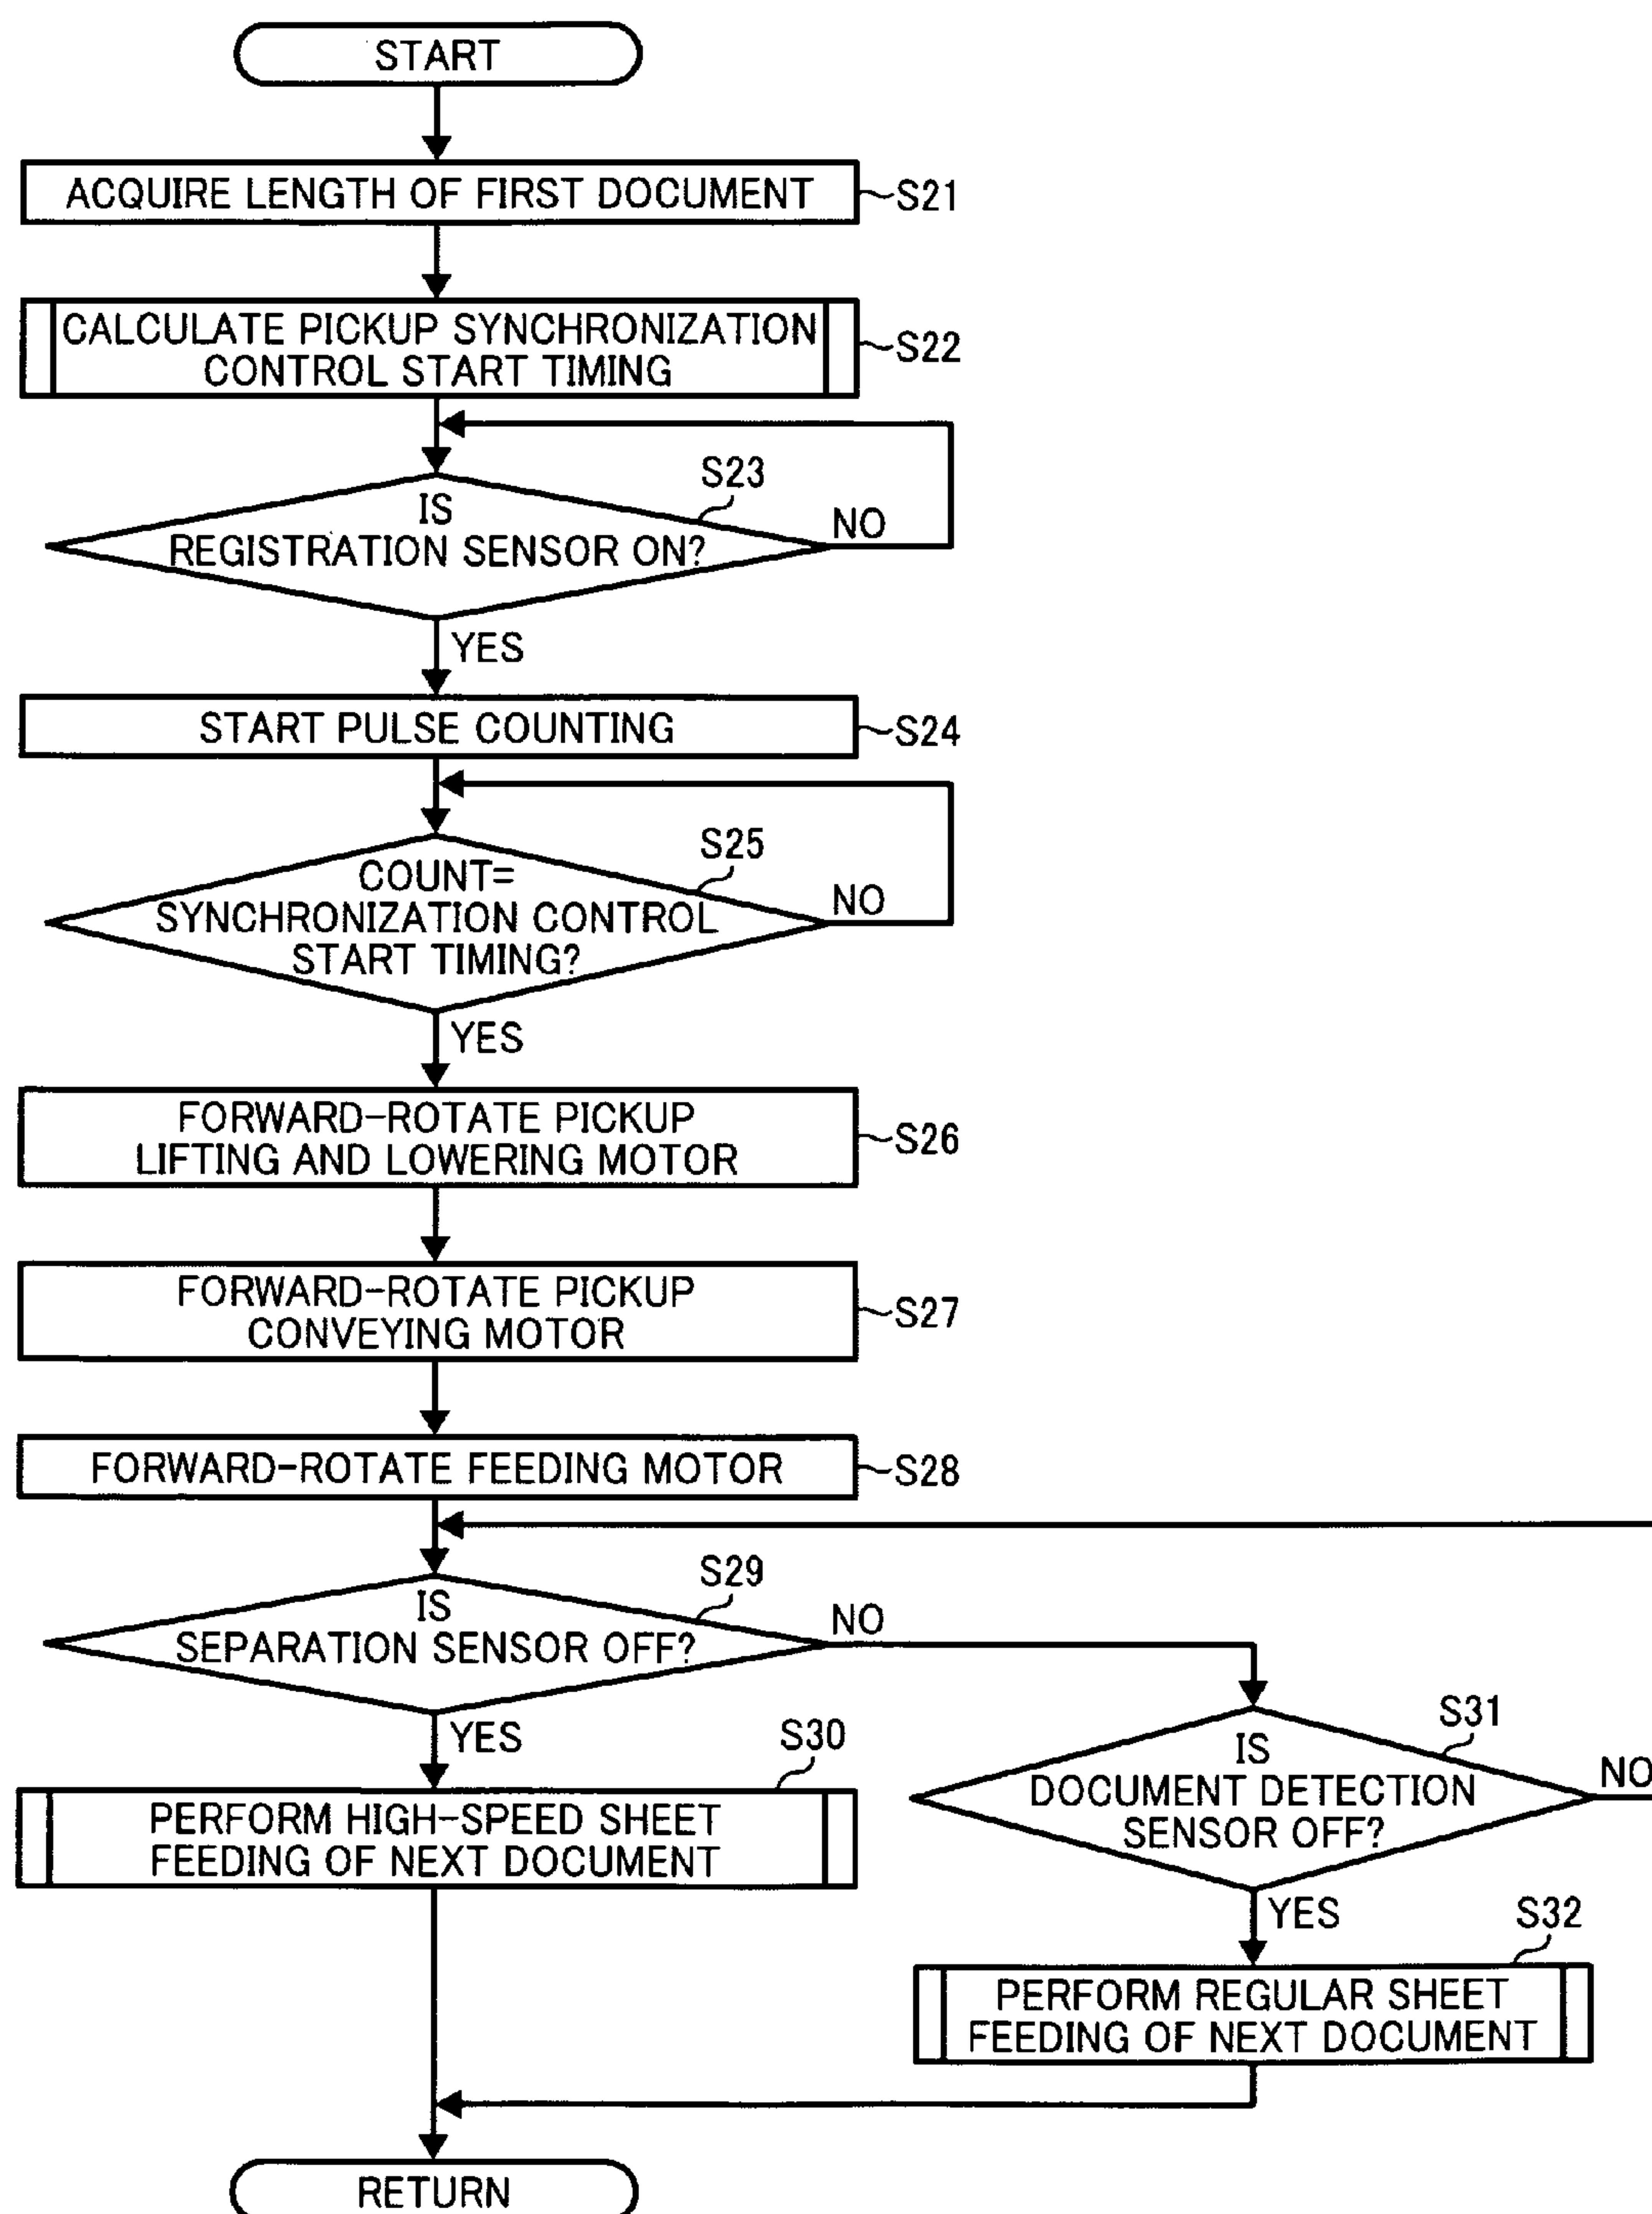 START
ACQUIRE LENGTH OF FIRST DOCUMENT
S21
CALCULATE PICKUP SYNCHRONIZATION
CONTROL START TIMING
S22
S23
IS
REGISTRATION SENSOR ON?
NO
YES
START PULSE COUNTING
S24
S25
COUNT=
SYNCHRONIZATION CONTROL
START TIMING?
NO
YES
FORWARD-ROTATE PICKUP
LIFTING AND LOWERING MOTOR
S26
FORWARD-ROTATE PICKUP
CONVEYING MOTOR
S27
FORWARD-ROTATE FEEDING MOTOR
S28
S29
IS
SEPARATION SENSOR OFF?
NO
YES
S30
PERFORM HIGH-SPEED SHEET
FEEDING OF NEXT DOCUMENT
S31
IS
DOCUMENT DETECTION
SENSOR OFF?
NO
YES
S32
PERFORM REGULAR SHEET
FEEDING OF NEXT DOCUMENT
RETURN